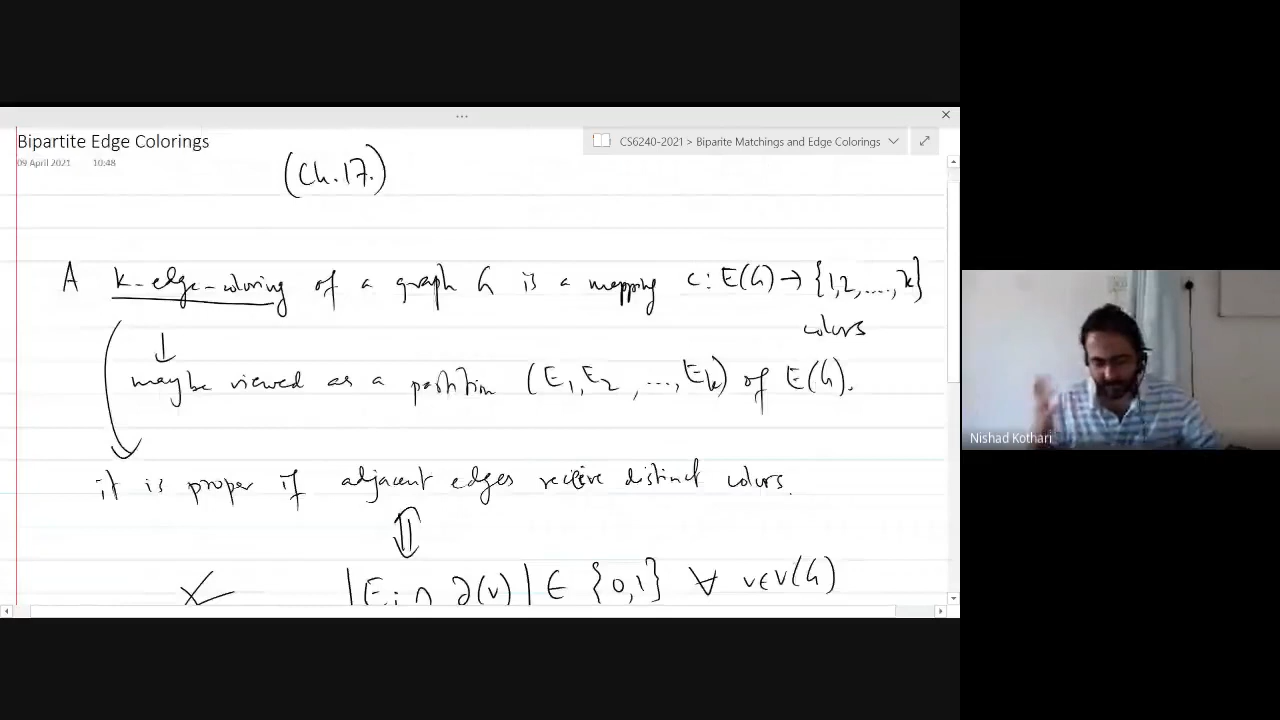 Bipartite Edge Colorings
CS6240-2021 > Biparite Matchings and Edge Colorings
09 April 2021 10:48
(Ch. 17.)
A k-edge-coloring of a graph G is a mapping c: E(G) → {1,2,....,k}
colors
↓
maybe viewed as a partition (E₁, E₂, ..., Eₖ) of E(G).
it is proper if adjacent edges receive distinct colors.
⇕
|Eᵢ ∩ ∂(v)| ∈ {0,1} ∀ v∈V(G)
Nishad Kothari